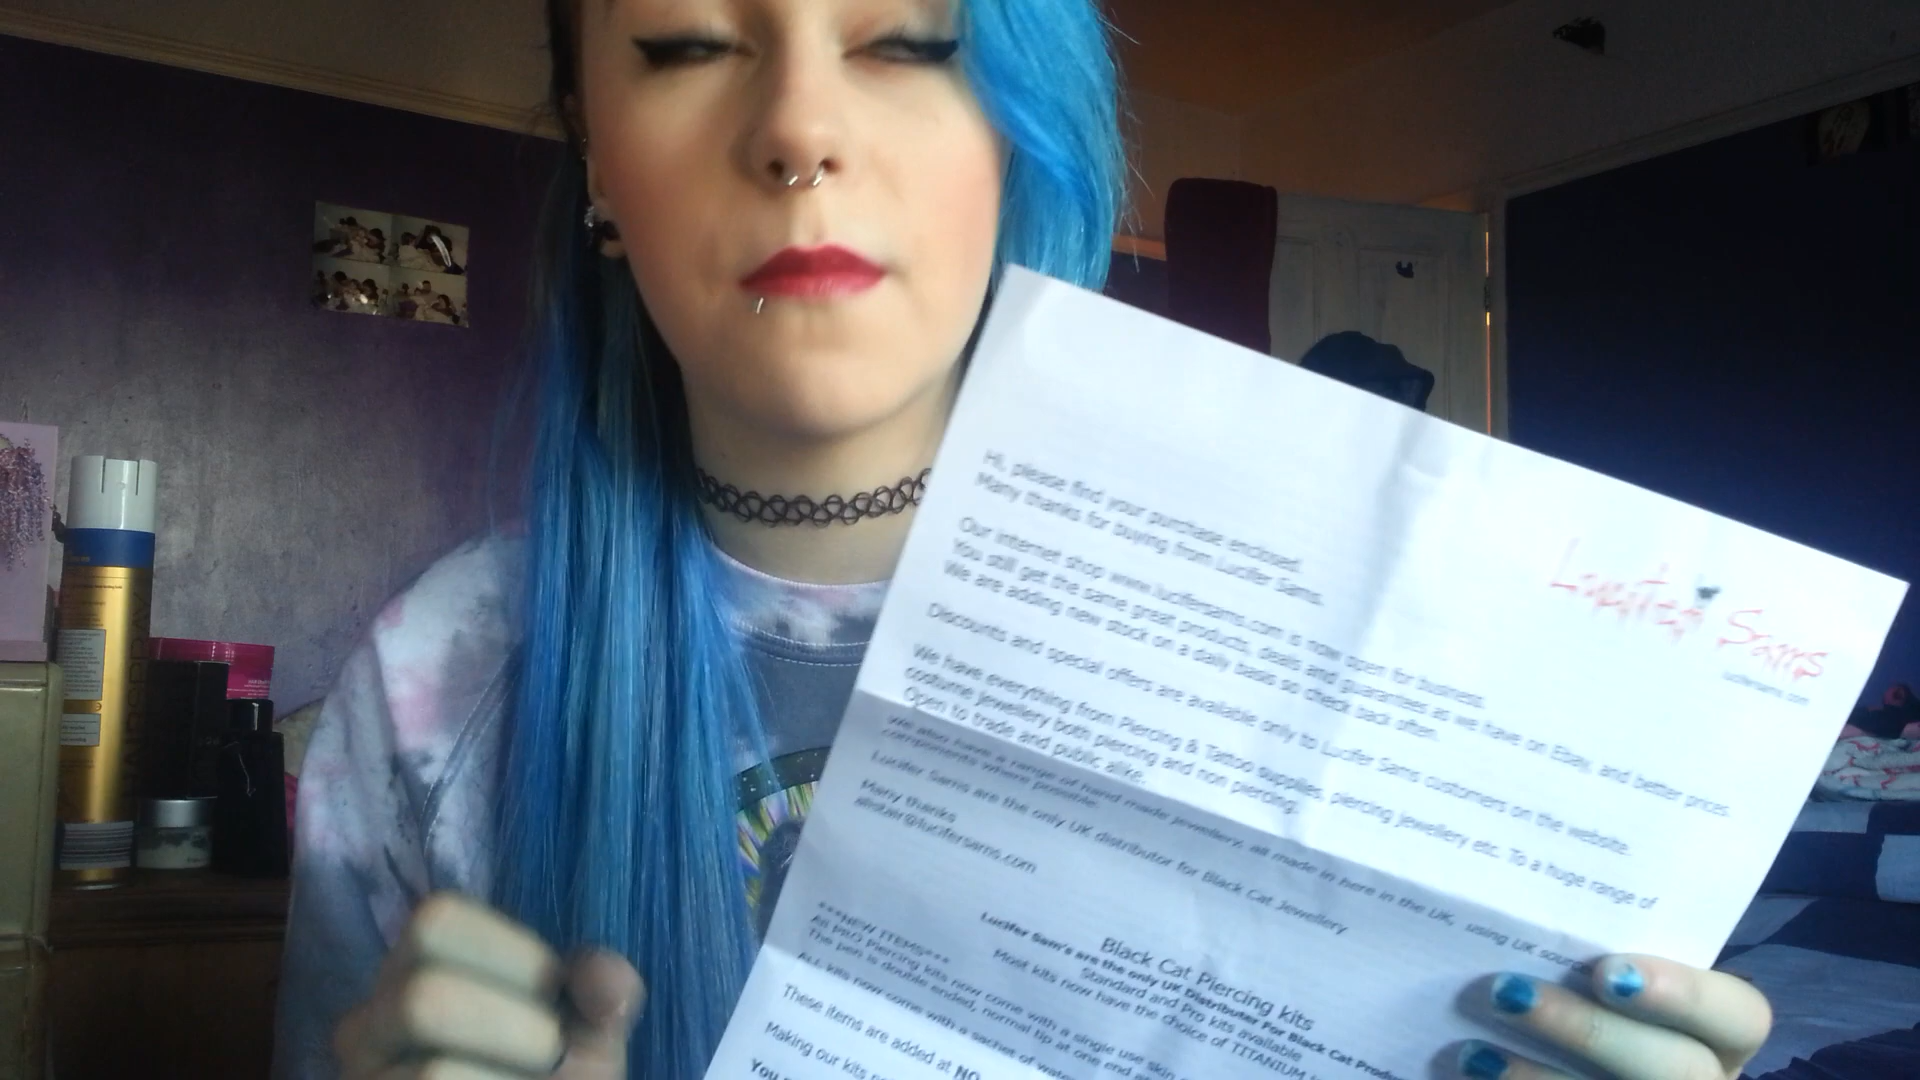 Lucifer Sams
lucifersams.com
Hi, please find your purchase enclosed.
Many thanks for buying from Lucifer Sams.
Our internet shop www.lucifersams.com is now open for business.
You still get the same great products, deals and guarantees as we have on Ebay, and better prices.
We are adding new stock on a daily basis so check back often.
Discounts and special offers are available only to Lucifer Sams customers on the website.
We have everything from Piercing & Tattoo supplies, piercing jewellery etc. To a huge range of
costume jewellery both piercing and non piercing.
Open to trade and public alike.
We also have a range of hand made jewellery, all made in here in the UK, using UK
components where possible.
Lucifer Sams are the only UK distributor for Black Cat Jewellery
Many thanks
alistair@lucifersams.com
Black Cat Piercing kits
Lucifer Sam's are the only UK Distributor For Black Cat
Standard and Pro kits available
Most kits now have the choice of TITANIUM
***NEW ITEMS***
All PRO Piercing kits now come with a single use skin
The pen is double ended, normal tip at one end
ALL kits now come with a sachet of
These items are added at NO
Making our kits
You